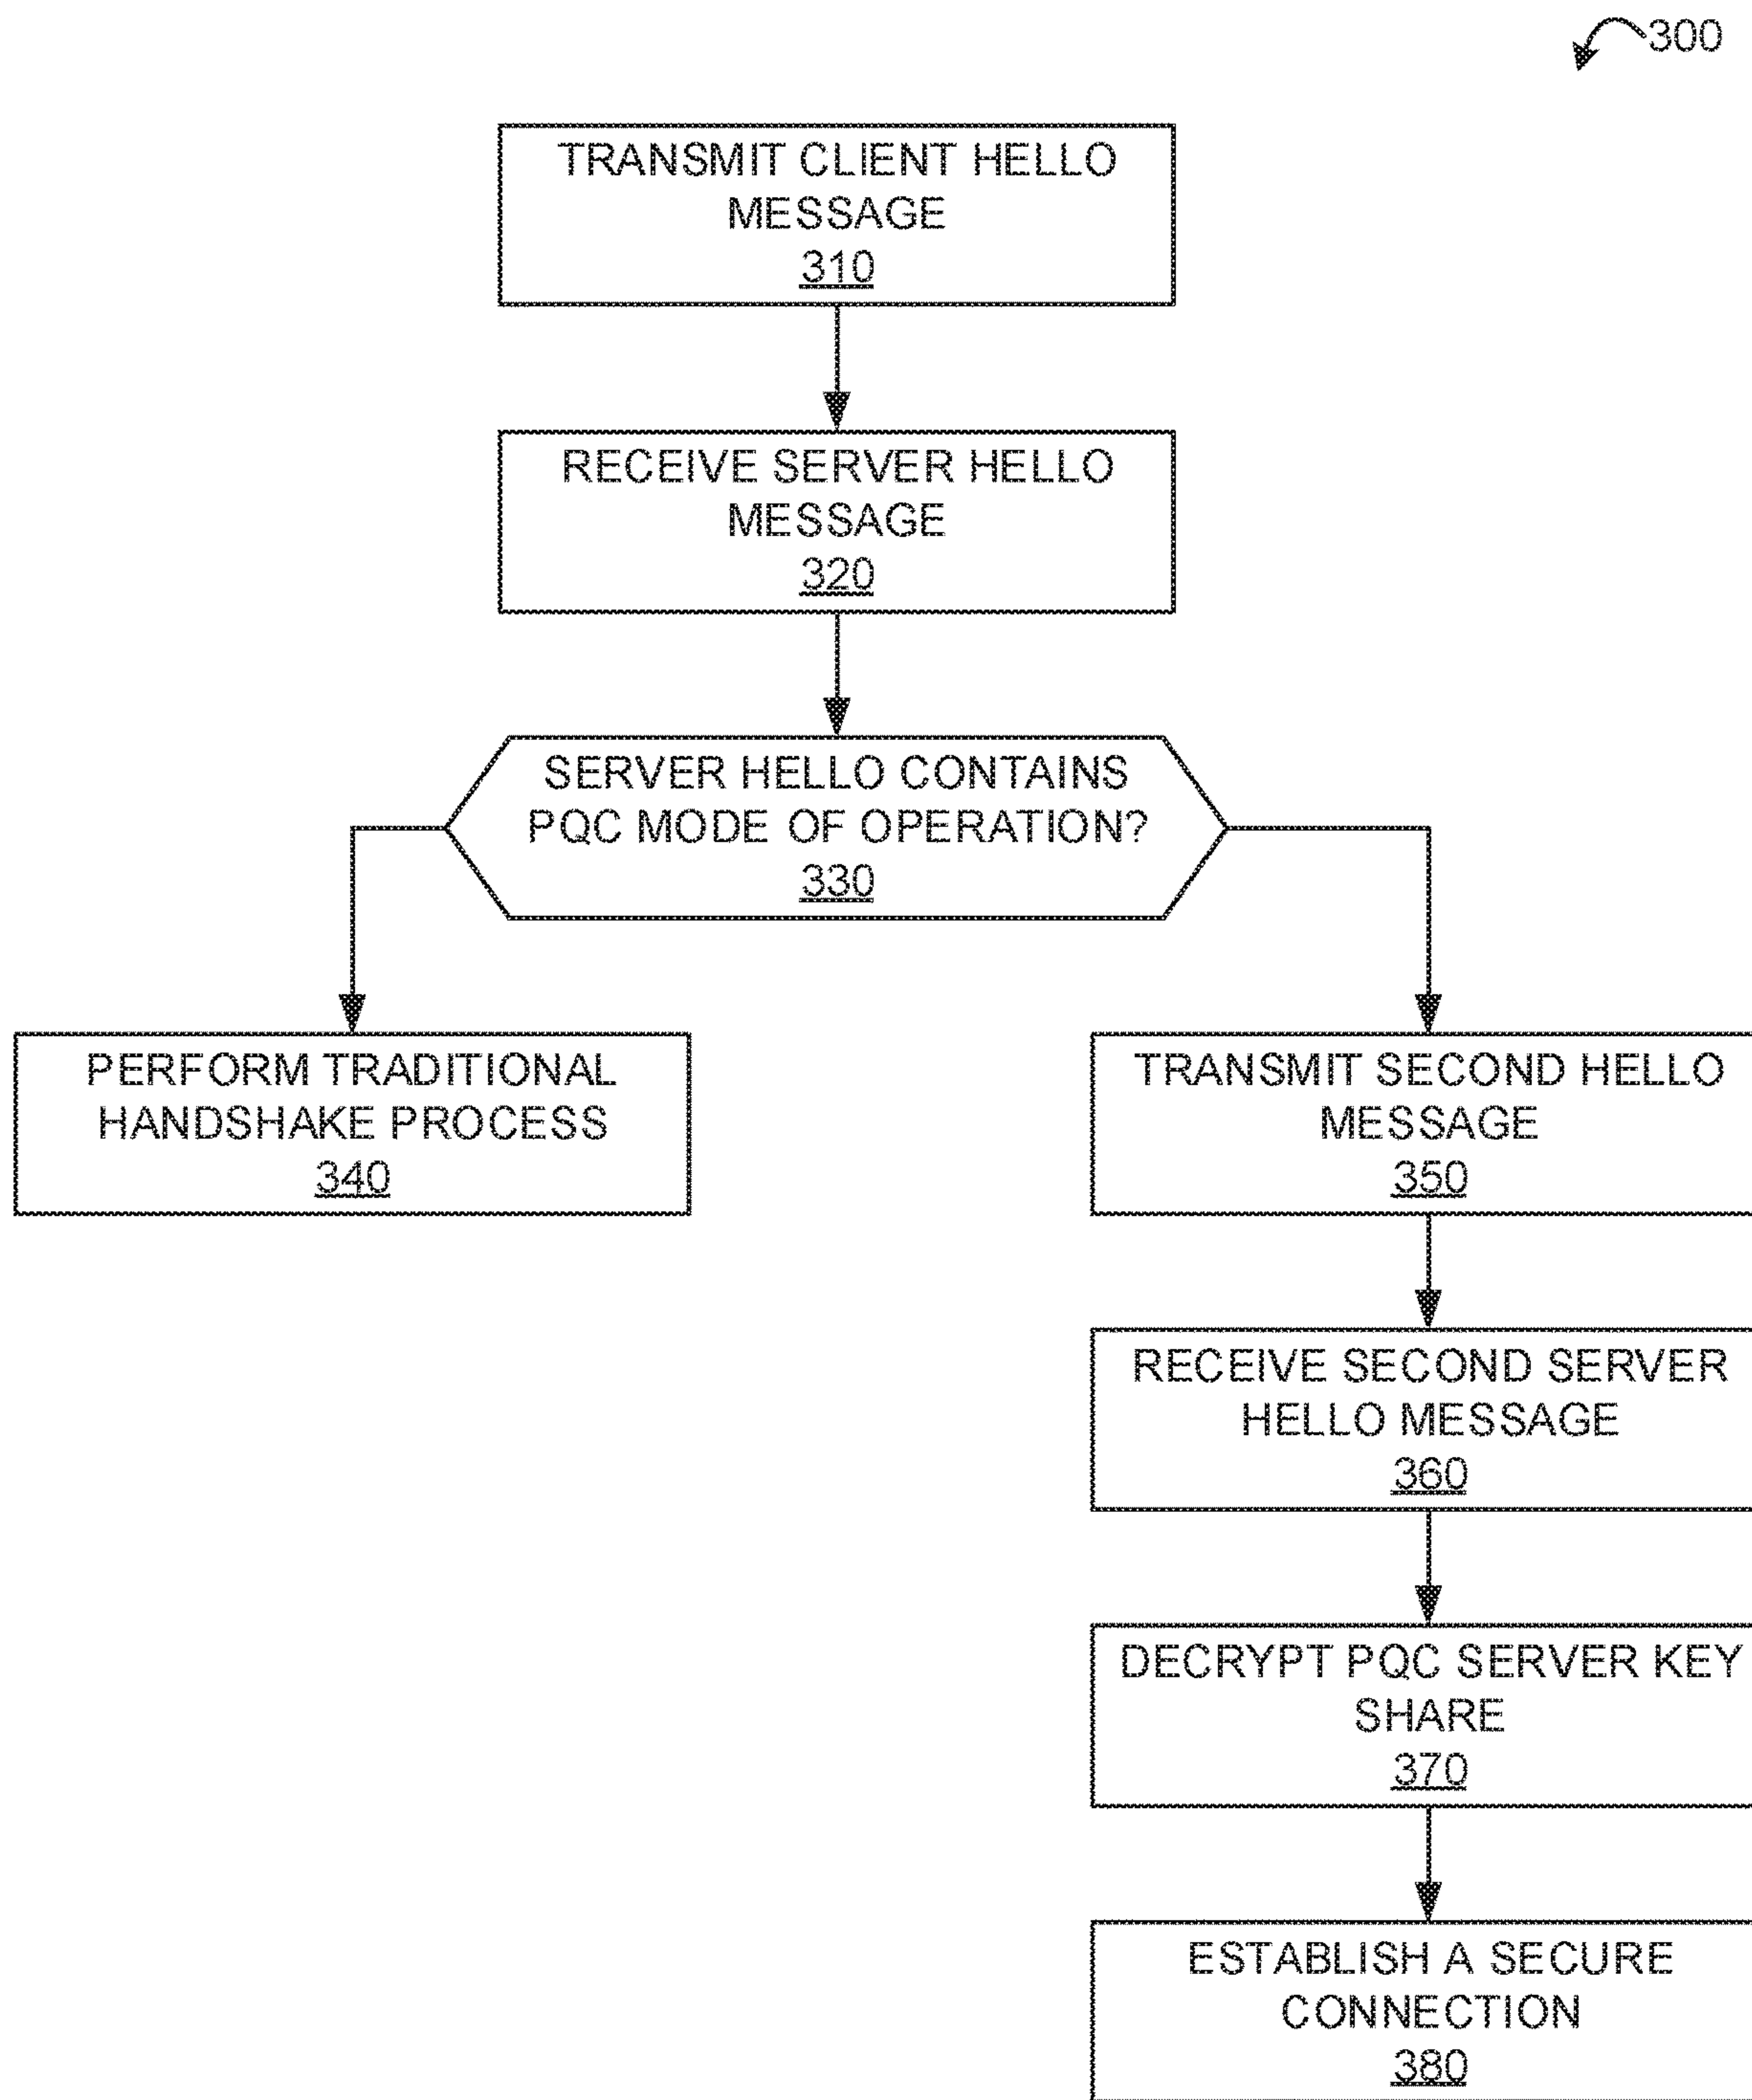 300
TRANSMIT CLIENT HELLO
MESSAGE
310
RECEIVE SERVER HELLO
MESSAGE
320
SERVER HELLO CONTAINS
PQC MODE OF OPERATION?
330
PERFORM TRADITIONAL
HANDSHAKE PROCESS
340
TRANSMIT SECOND HELLO
MESSAGE
350
RECEIVE SECOND SERVER
HELLO MESSAGE
360
DECRYPT PQC SERVER KEY
SHARE
370
ESTABLISH A SECURE
CONNECTION
380